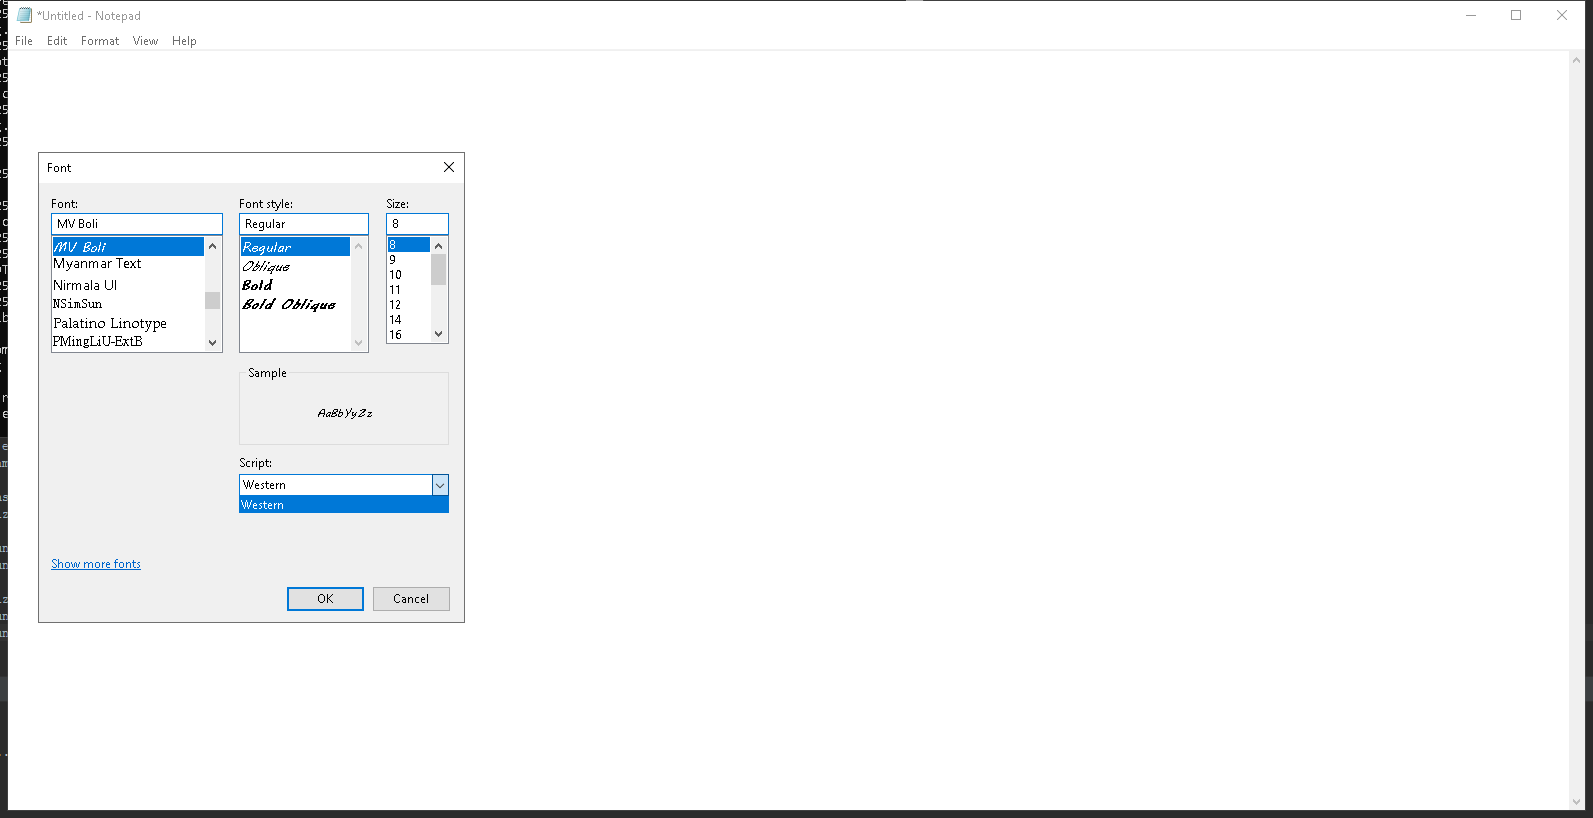 *Untitled - Notepad
File Edit Format View Help
Font
Font: Font style: Size:
MV Boli Regular 8
MV Boli Regular 8
Myanmar Text Oblique 9
Nirmala UI Bold 10
NSimSun Bold Oblique 11
Palatino Linotype 12
PMingLiU-ExtB 14
16
Sample
AaBbYyZz
Script:
Western
Western
Show more fonts
OK Cancel